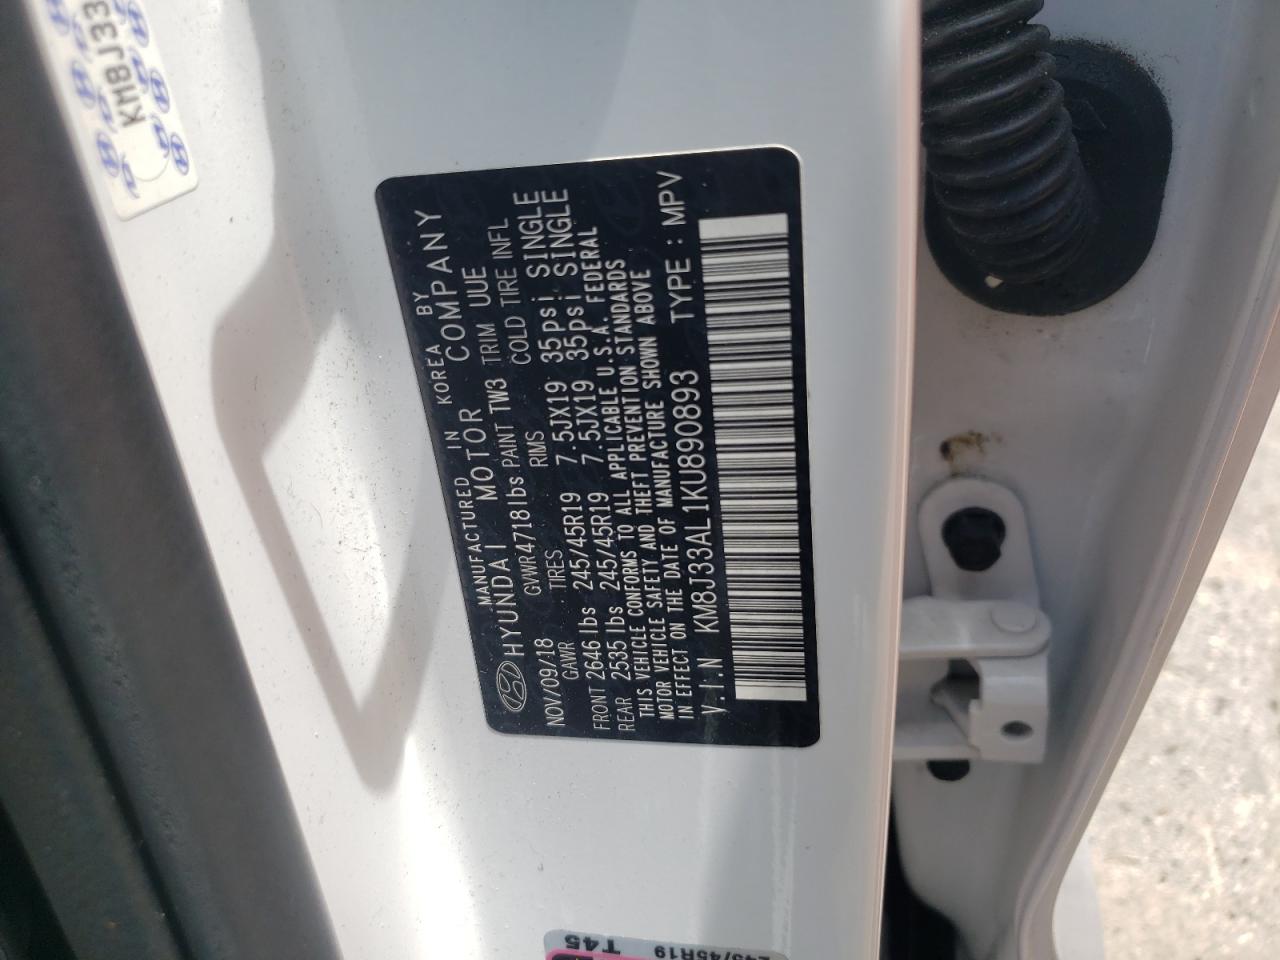 KM8J33
MANUFACTURED IN KOREA BY
HYUNDAI MOTOR COMPANY
NOV/09/18 GVWR 4718 lbs PAINT TW3 TRIM UUE
GAWR TIRES RIMS COLD TIRE INFL
FRONT 2646 lbs 245/45R19 7.5JX19 35psi SINGLE
REAR 2535 lbs 245/45R19 7.5JX19 35psi SINGLE
THIS VEHICLE CONFORMS TO ALL APPLICABLE U.S.A. FEDERAL
MOTOR VEHICLE SAFETY AND THEFT PREVENTION STANDARDS
IN EFFECT ON THE DATE OF MANUFACTURE SHOWN ABOVE
V.I.N KM8J33AL1KU890893 TYPE : MPV
T45
245/45R19